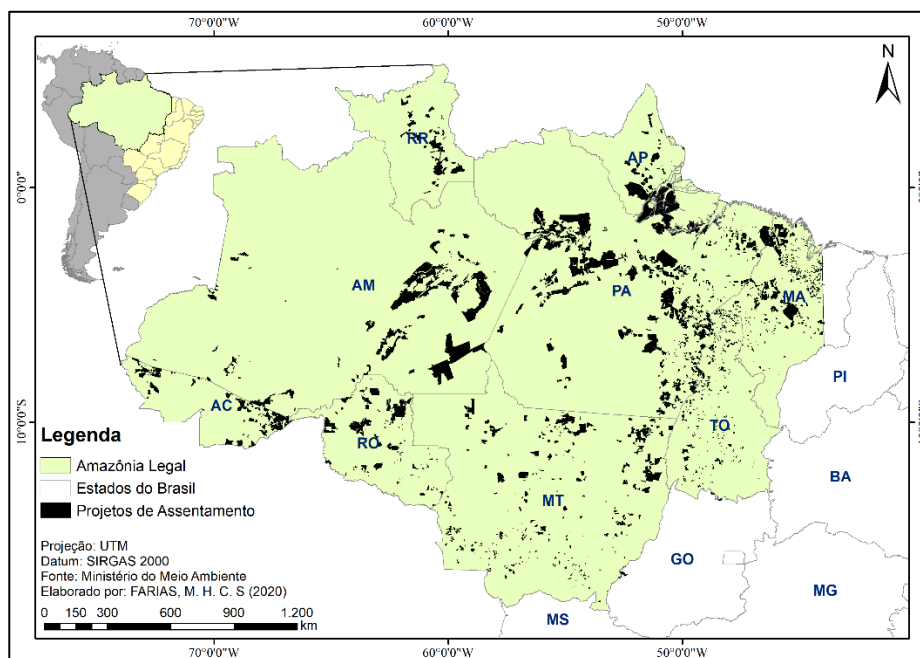 70°0'0"W 60°0'0"W 50°0'0"W
N
RR
AP
0°0'0"
AM
PA
MA
PI
AC
10°0'0"S
TO
RO
BA
MT
GO
MG
MS
Legenda
Amazônia Legal
Estados do Brasil
Projetos de Assentamento
Projeção: UTM
Datum: SIRGAS 2000
Fonte: Ministério do Meio Ambiente
Elaborado por: FARIAS, M. H. C. S (2020)
0 150 300 600 900 1.200
km
70°0'0"W 60°0'0"W 50°0'0"W